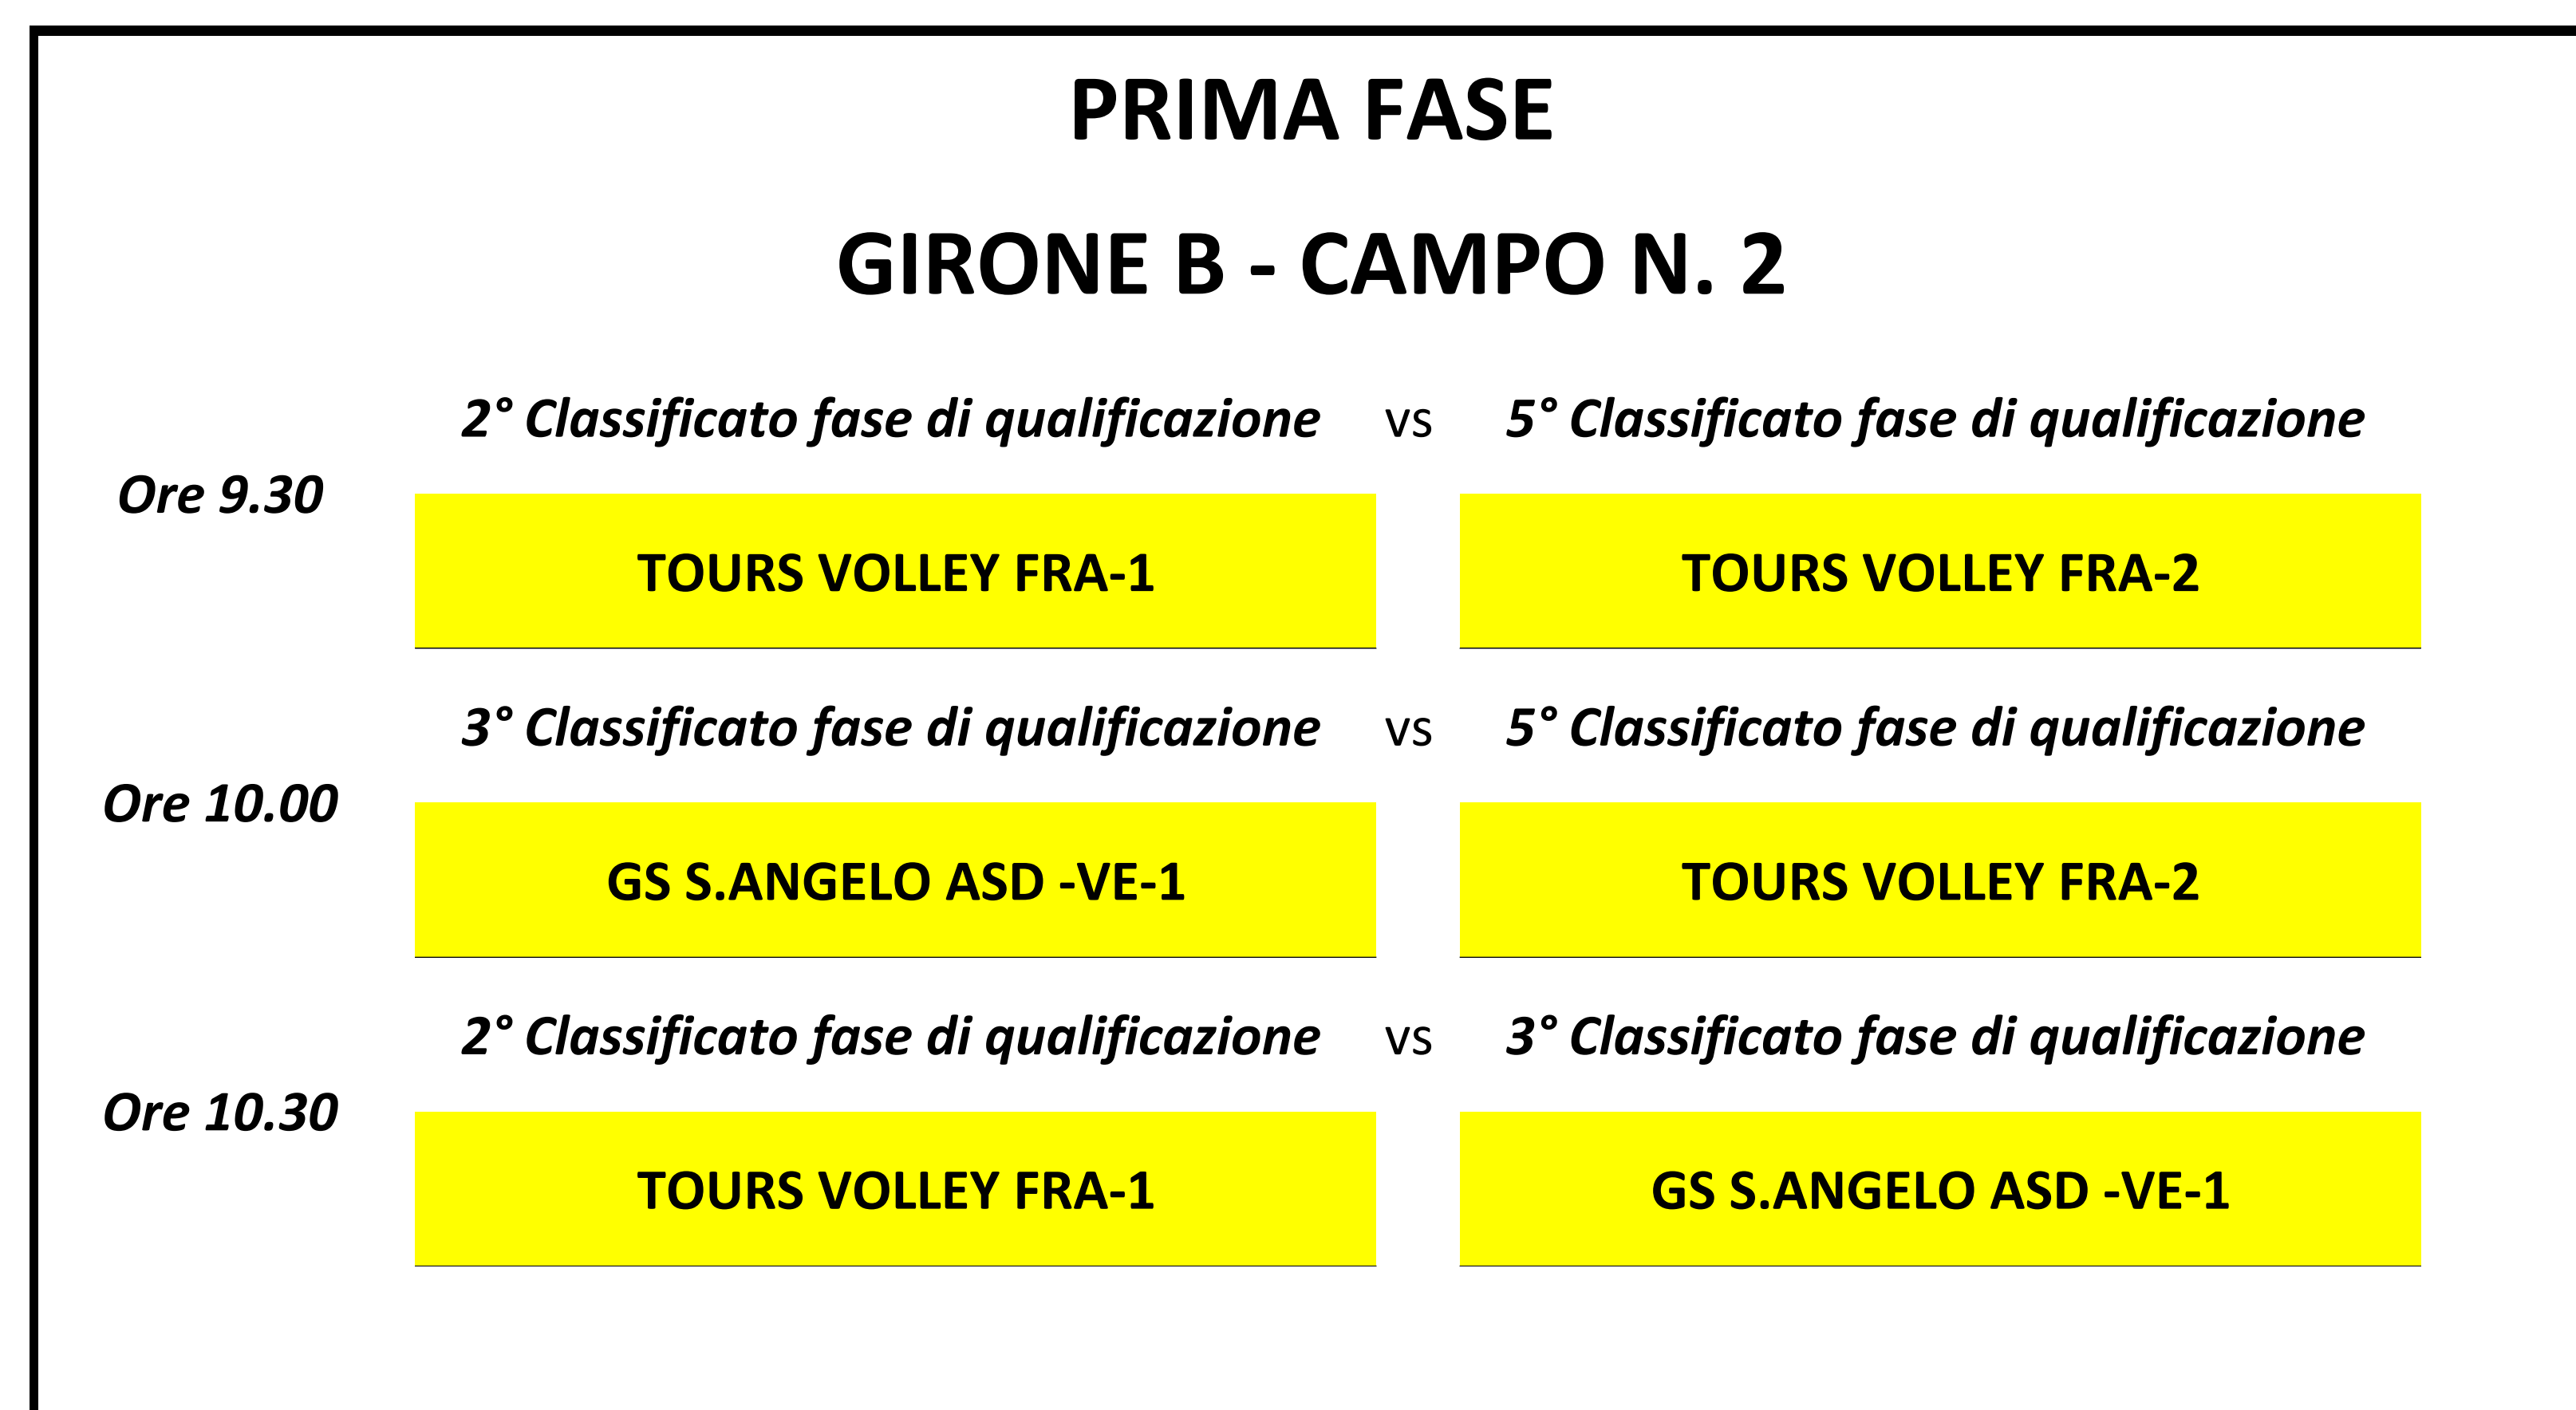 PRIMA FASE
GIRONE B - CAMPO N. 2
2° Classificato fase di qualificazione vs 5° Classificato fase di qualificazione
Ore 9.30
TOURS VOLLEY FRA-1 TOURS VOLLEY FRA-2
3° Classificato fase di qualificazione vs 5° Classificato fase di qualificazione
Ore 10.00
GS S.ANGELO ASD -VE-1 TOURS VOLLEY FRA-2
2° Classificato fase di qualificazione vs 3° Classificato fase di qualificazione
Ore 10.30
TOURS VOLLEY FRA-1 GS S.ANGELO ASD -VE-1